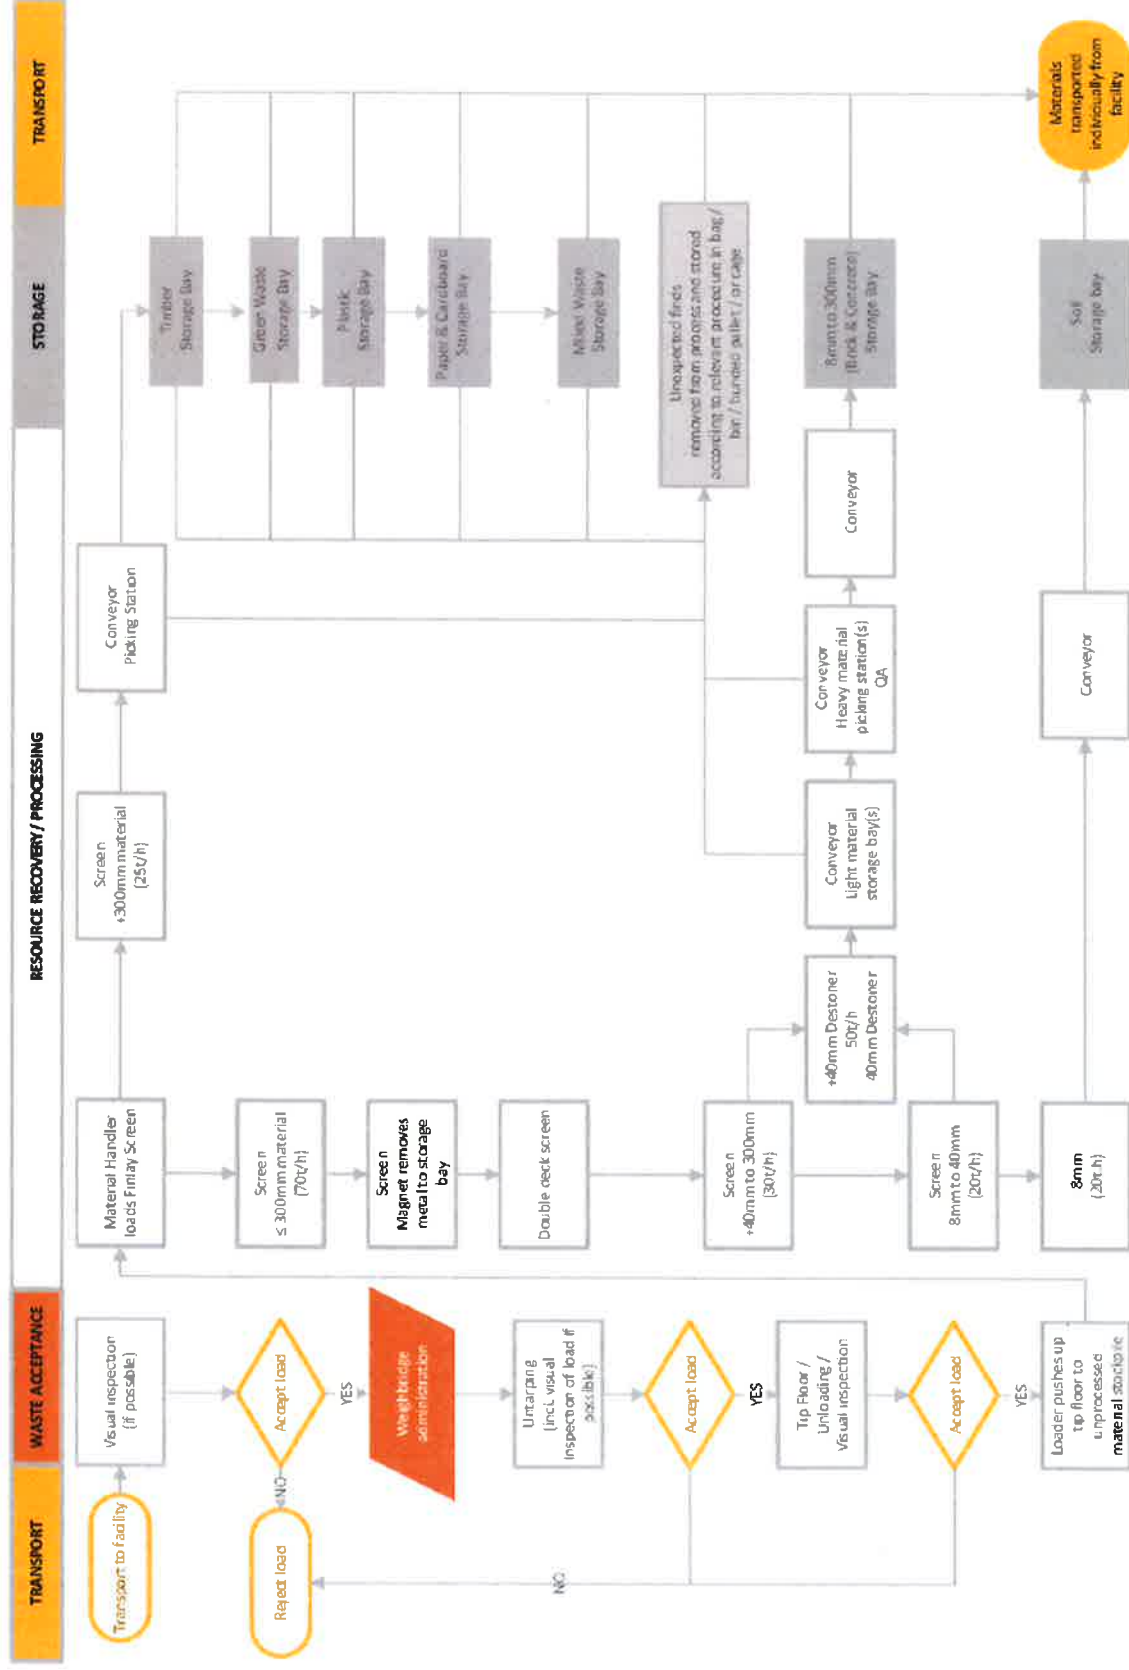 TRANSPORT
WASTE ACCEPTANCE
RESOURCE RECOVERY/ PROCESSING
STORAGE
TRANSPORT
Transport to facility
Visual inspection
(if possible)
Accept load
NO
Reject load
YES
Weighbridge
administration
Untarping
(incl. visual
inspection of load if
possible)
Accept load
YES
NO
Tip Floor /
Unloading /
Visual inspection
Accept load
YES
Loader pushes up
tip floor to
unprocessed
material stockpile
Material Handler
loads Finlay Screen
Screen
≤ 300mm material
(70t/h)
Screen
Magnet removes
metal to storage
bay
Double deck screen
Screen
+40mm to 300mm
(30t/h)
Screen
8mm to 40mm
(20t/h)
8mm
(20t.h)
Screen
+300mm material
(25t/h)
Conveyor
Picking Station
+40mm Destoner
50t/h
40mm Destoner
Conveyor
Light material
storage bay(s)
Conveyor
Heavy material
picking station(s)
QA
Conveyor
Conveyor
Timber
Storage Bay
Green Waste
Storage Bay
Plastic
Storage Bay
Paper & Cardboard
Storage Bay
Mixed Waste
Storage Bay
Unexpected finds
removed from process and stored
according to relevant procedure in bag/
bin / bunded pallet / or cage
8mm to 300mm
(Brick & Concrete)
Storage Bay
Soil
Storage bay
Materials
transported
individually from
facility